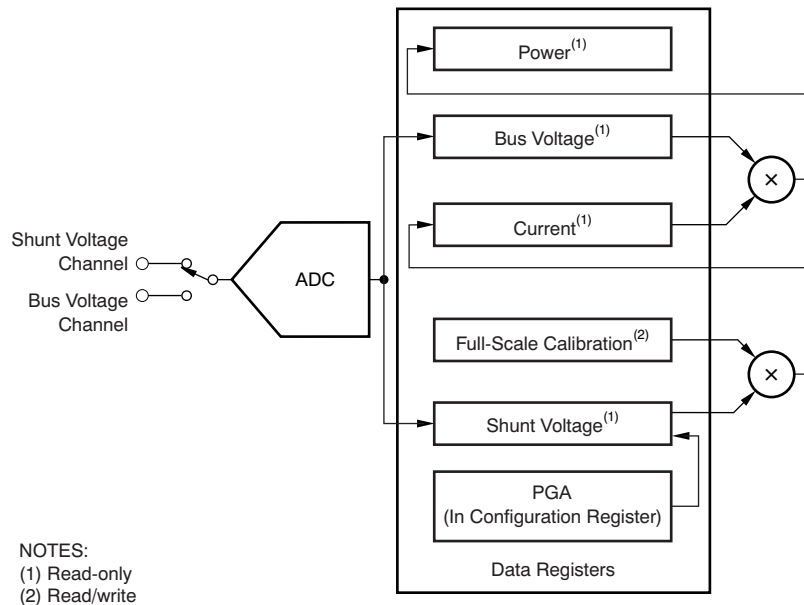 Power(1)
Bus Voltage(1)
×
Current(1)
Shunt Voltage
Channel
ADC
Bus Voltage
Channel
Full-Scale Calibration(2)
×
Shunt Voltage(1)
PGA
(In Configuration Register)
Data Registers
NOTES:
(1) Read-only
(2) Read/write